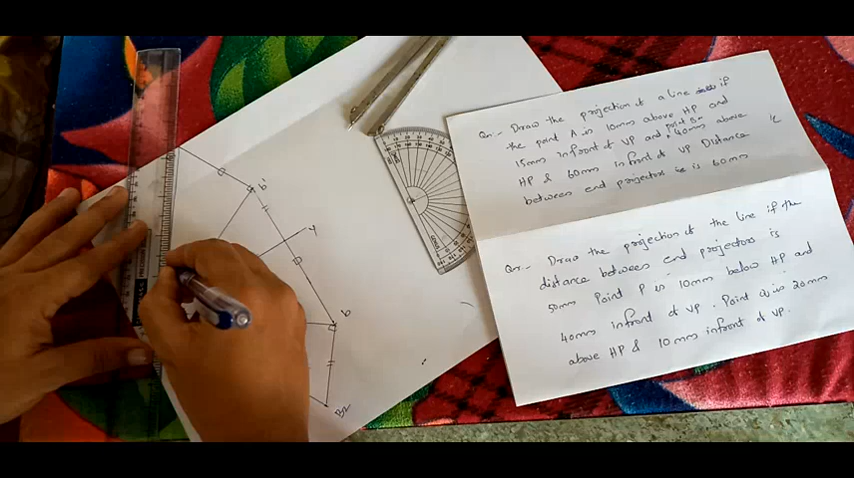 Qn:- Draw the projection of a line if
the point A is 10mm above HP and
15mm infront of VP and point B is 40mm above
HP & 60mm infront of VP Distance
between end projectors is 60mm
Qn:- Draw the projection of the line if the
distance between end projectors is
50mm Point P is 10mm below HP and
40mm infront of VP. Point Q is 20mm
above HP & 10mm infront of VP.
b'
Y
b
B2